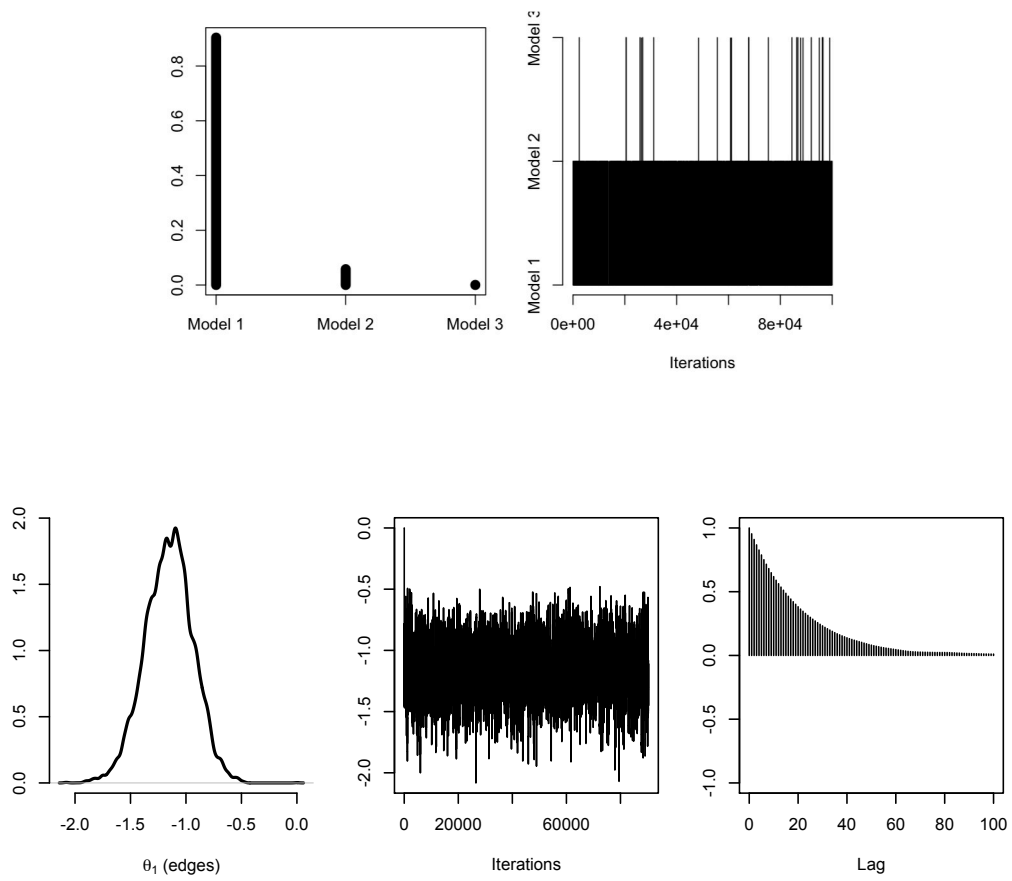 0.0 0.2 0.4 0.6 0.8
Model 1 Model 2 Model 3
Model 1 Model 2 Model 3
0e+00 4e+04 8e+04
Iterations
0.0 0.5 1.0 1.5 2.0
-2.0 -1.5 -1.0 -0.5 0.0
θ₁ (edges)
-2.0 -1.5 -1.0 -0.5 0.0
0 20000 60000
Iterations
-1.0 -0.5 0.0 0.5 1.0
0 20 40 60 80 100
Lag